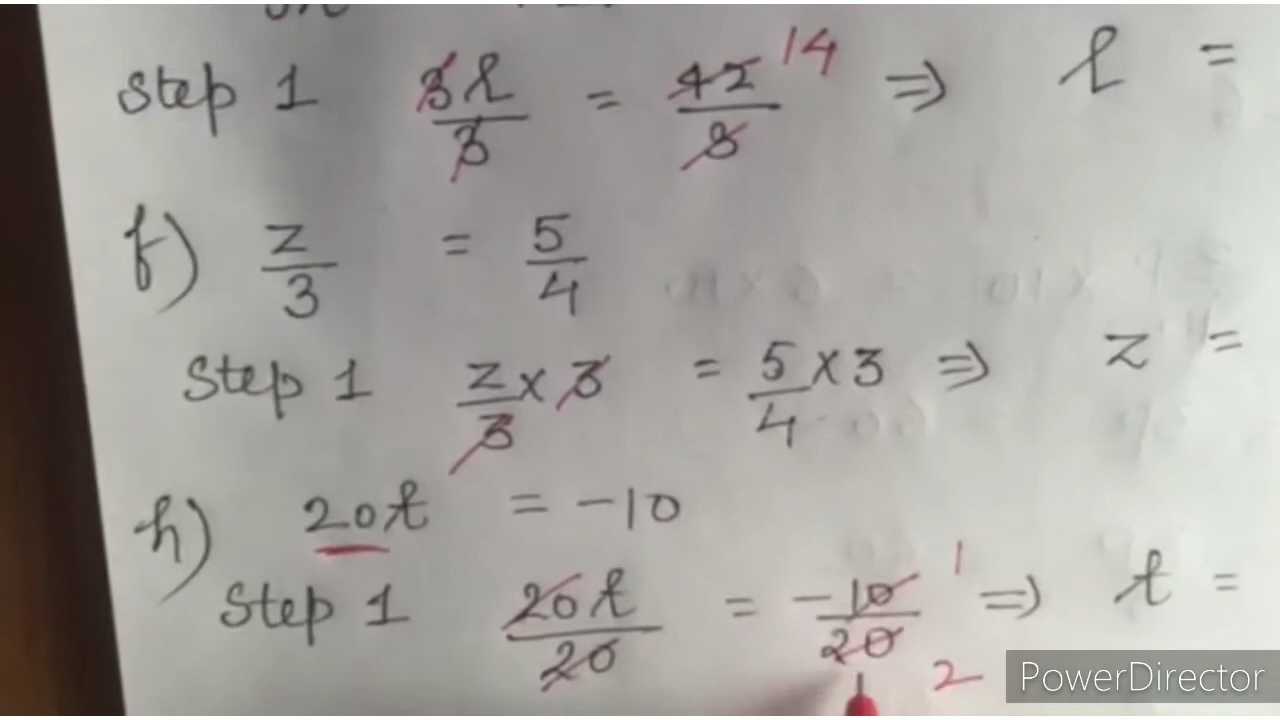 Step 1 3l/3 = 42/3 14 ⇒ l =
f) z/3 = 5/4
Step 1 z/3 × 3 = 5/4 × 3 ⇒ z =
h) 20t = -10
Step 1 20t/20 = -10/20 1 2 ⇒ t =
PowerDirector